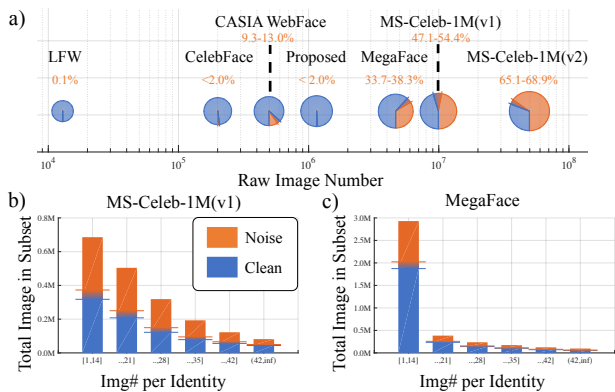 a)
CASIA WebFace
9.3-13.0%
MS-Celeb-1M(v1)
47.1-54.4%
LFW
0.1%
CelebFace
<2.0%
Proposed
< 2.0%
MegaFace
33.7-38.3%
MS-Celeb-1M(v2)
65.1-68.9%
10^4
10^5
10^6
10^7
10^8
Raw Image Number
b)
MS-Celeb-1M(v1)
Total Image in Subset
0.8M
0.6M
0.4M
0.2M
0.0M
Noise
Clean
[1,14]
...21]
...28]
...35]
...,42]
(42,inf)
Img# per Identity
c)
MegaFace
Total Image in Subset
3.0M
2.5M
2.0M
1.5M
1.0M
0.5M
0.0M
[1,14]
...21]
...28]
...35]
...,42]
(42,inf)
Img# per Identity